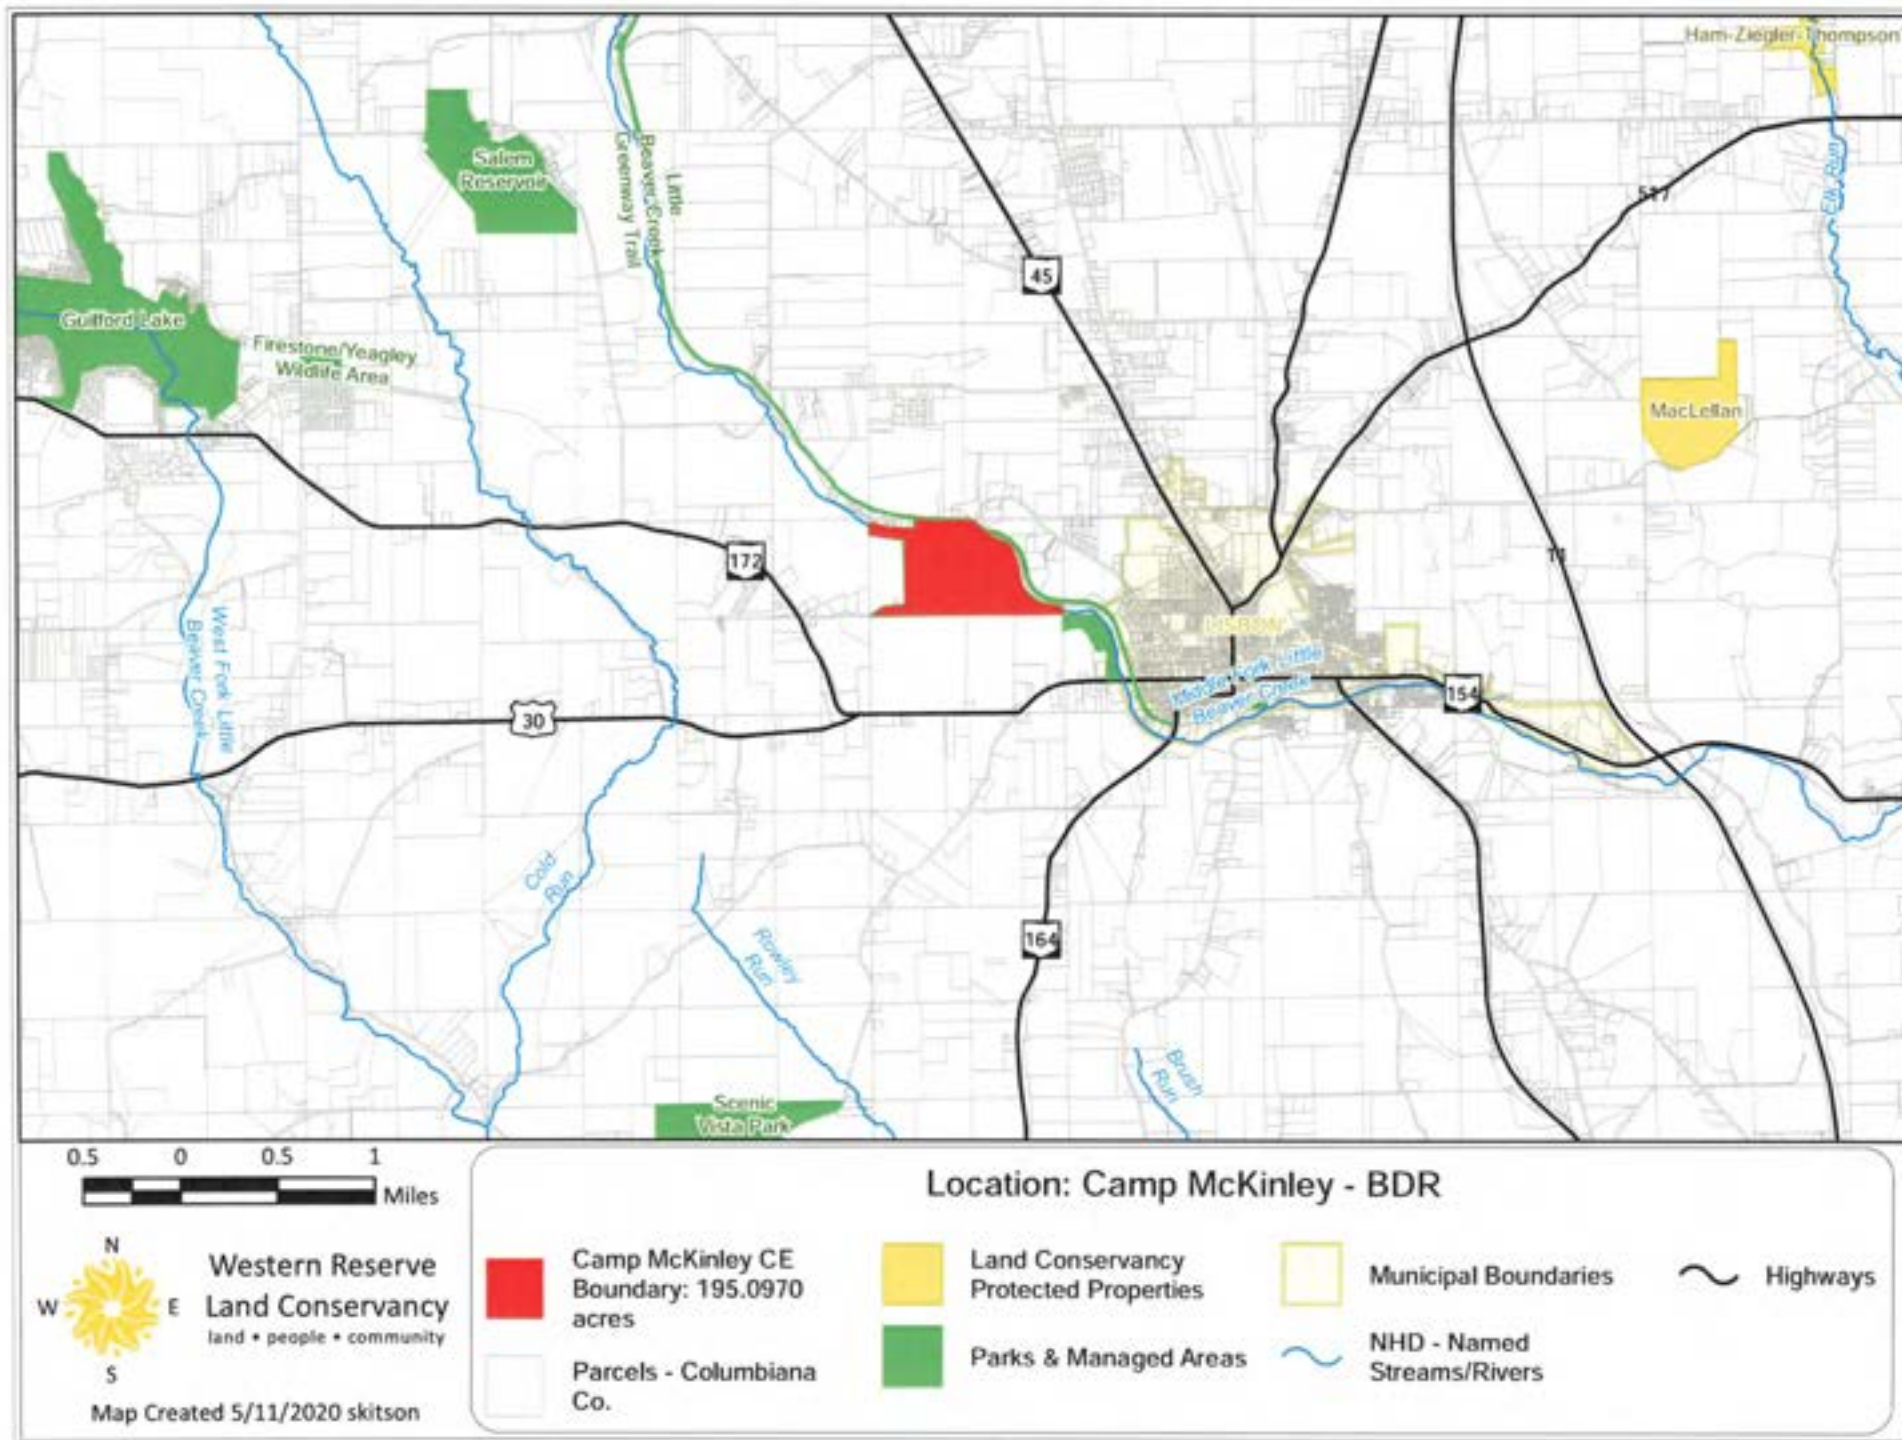 Ham-Ziegler-Thompson
Salem
Reservoir
Little
Beaver Creek
Greenway Trail
Elk Run
517
45
Guilford Lake
Firestone/Yeagley
Wildlife Area
MacLellan
172
11
West Fork Little
Beaver Creek
LISBON
Middle Fork Little
Beaver Creek
154
30
Cold
Run
Rowley
Run
164
Brush
Run
Scenic
Vista Park
0.5 0 0.5 1
Miles
N
W E
S
Western Reserve
Land Conservancy
land • people • community
Map Created 5/11/2020 skitson
Location: Camp McKinley - BDR
Camp McKinley CE
Boundary: 195.0970
acres
Parcels - Columbiana
Co.
Land Conservancy
Protected Properties
Parks & Managed Areas
Municipal Boundaries
NHD - Named
Streams/Rivers
Highways